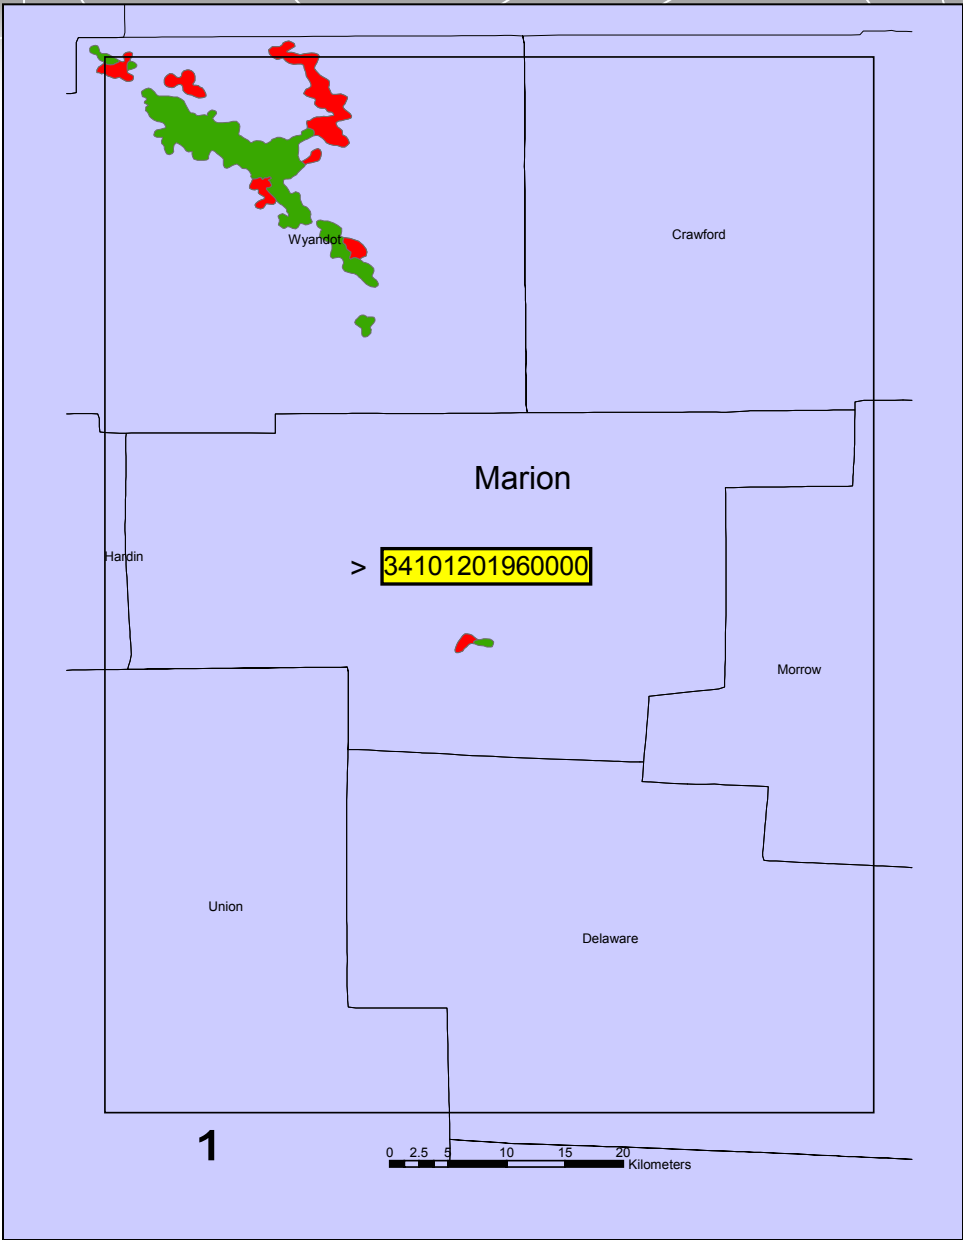 Crawford
Wyandot
Marion
Hardin
> 34101201960000
Morrow
Union
Delaware
1
0 2.5 5 10 15 20
Kilometers